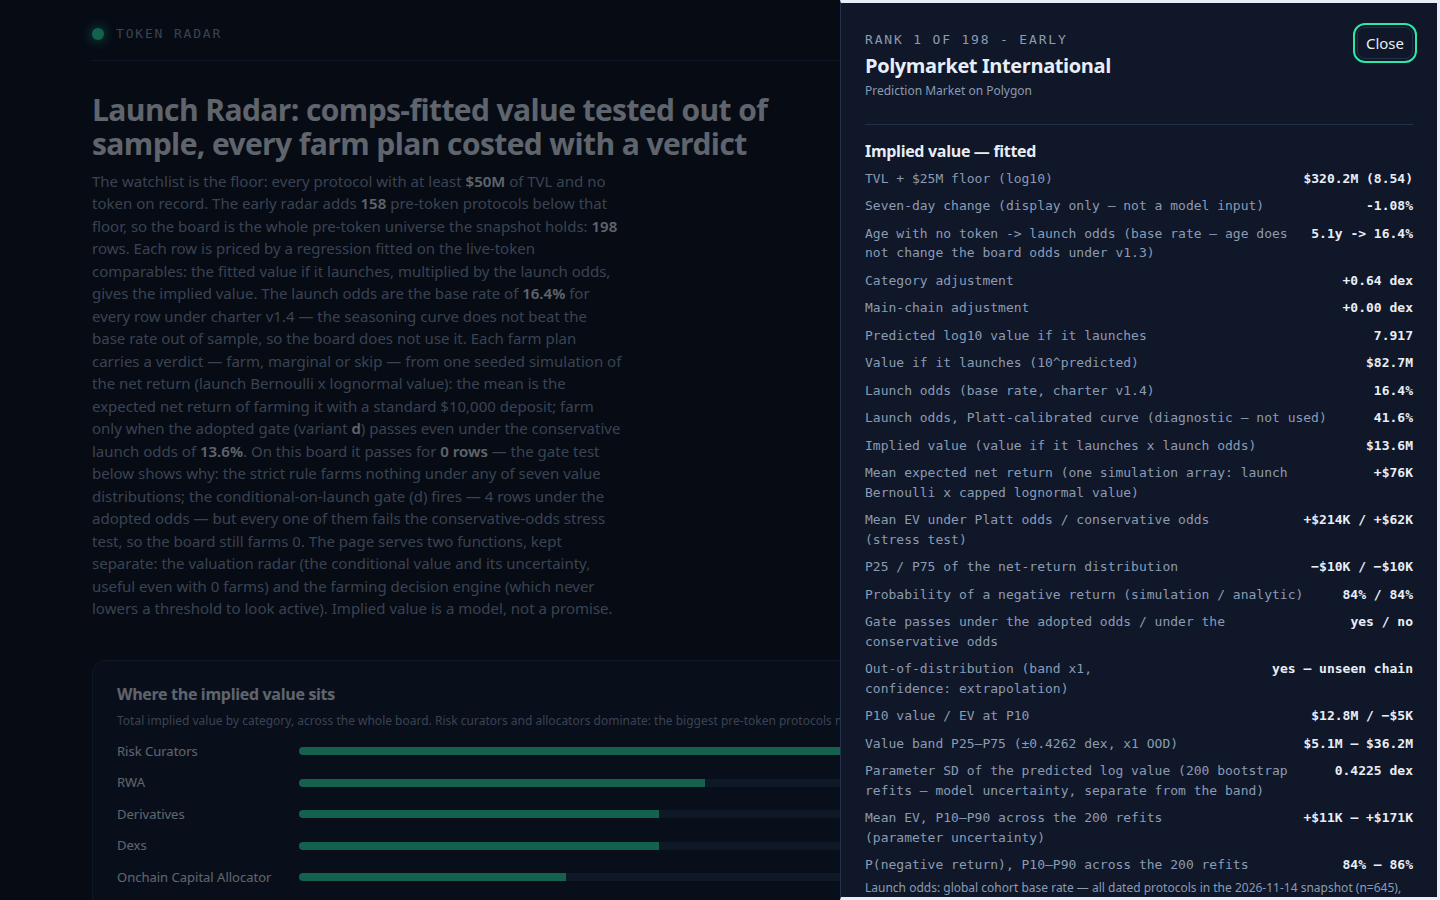 TOKEN RADAR
Launch Radar: comps-fitted value tested out of
sample, every farm plan costed with a verdict
The watchlist is the floor: every protocol with at least $50M of TVL and no
token on record. The early radar adds 158 pre-token protocols below that
floor, so the board is the whole pre-token universe the snapshot holds: 198
rows. Each row is priced by a regression fitted on the live-token
comparables: the fitted value if it launches, multiplied by the launch odds,
gives the implied value. The launch odds are the base rate of 16.4% for
every row under charter v1.4 — the seasoning curve does not beat the
base rate out of sample, so the board does not use it. Each farm plan
carries a verdict — farm, marginal or skip — from one seeded simulation of
the net return (launch Bernoulli x lognormal value): the mean is the
expected net return of farming it with a standard $10,000 deposit; farm
only when the adopted gate (variant d) passes even under the conservative
launch odds of 13.6%. On this board it passes for 0 rows — the gate test
below shows why: the strict rule farms nothing under any of seven value
distributions; the conditional-on-launch gate (d) fires — 4 rows under the
adopted odds — but every one of them fails the conservative-odds stress
test, so the board still farms 0. The page serves two functions, kept
separate: the valuation radar (the conditional value and its uncertainty,
useful even with 0 farms) and the farming decision engine (which never
lowers a threshold to look active). Implied value is a model, not a promise.
Where the implied value sits
Total implied value by category, across the whole board. Risk curators and allocators dominate: the biggest pre-token protocols
Risk Curators
RWA
Derivatives
Dexs
Onchain Capital Allocator
RANK 1 OF 198 - EARLY
Close
Polymarket International
Prediction Market on Polygon
Implied value — fitted
TVL + $25M floor (log10) $320.2M (8.54)
Seven-day change (display only — not a model input) -1.08%
Age with no token -> launch odds (base rate — age does 5.1y -> 16.4%
not change the board odds under v1.3)
Category adjustment +0.64 dex
Main-chain adjustment +0.00 dex
Predicted log10 value if it launches 7.917
Value if it launches (10^predicted) $82.7M
Launch odds (base rate, charter v1.4) 16.4%
Launch odds, Platt-calibrated curve (diagnostic — not used) 41.6%
Implied value (value if it launches x launch odds) $13.6M
Mean expected net return (one simulation array: launch +$76K
Bernoulli x capped lognormal value)
Mean EV under Platt odds / conservative odds +$214K / +$62K
(stress test)
P25 / P75 of the net-return distribution −$10K / −$10K
Probability of a negative return (simulation / analytic) 84% / 84%
Gate passes under the adopted odds / under the yes / no
conservative odds
Out-of-distribution (band x1, yes — unseen chain
confidence: extrapolation)
P10 value / EV at P10 $12.8M / −$5K
Value band P25–P75 (±0.4262 dex, x1 OOD) $5.1M – $36.2M
Parameter SD of the predicted log value (200 bootstrap 0.4225 dex
refits — model uncertainty, separate from the band)
Mean EV, P10–P90 across the 200 refits +$11K – +$171K
(parameter uncertainty)
P(negative return), P10–P90 across the 200 refits 84% – 86%
Launch odds: global cohort base rate — all dated protocols in the 2026-11-14 snapshot (n=645),